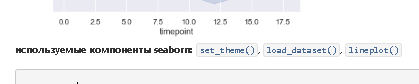 0.0 2.5 5.0 7.5 10.0 12.5 15.0 17.5
timepoint
используемые компоненты seaborn: set_theme(), load_dataset(), lineplot()